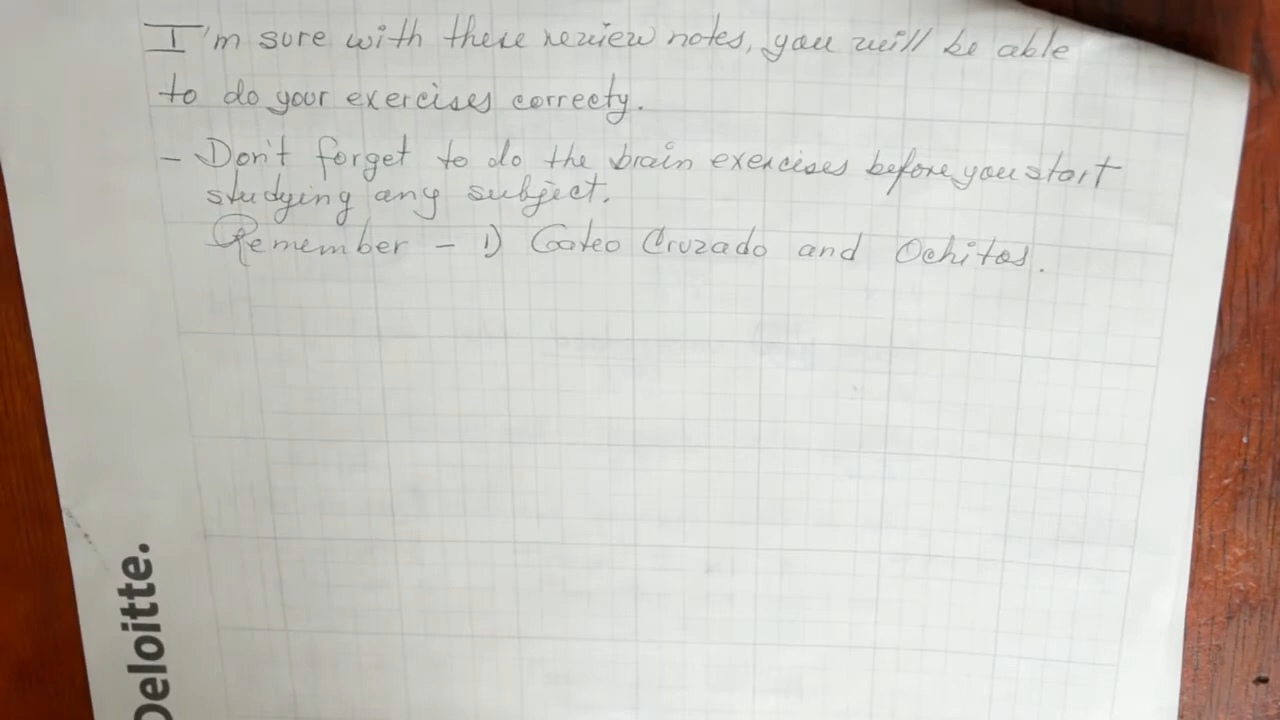 I'm sure with these review notes, you will be able
to do your exercises correcty.
- Don't forget to do the brain exercises before you start
studying any subject.
Remember - 1) Gateo Cruzado and Ochitos.
Deloitte.